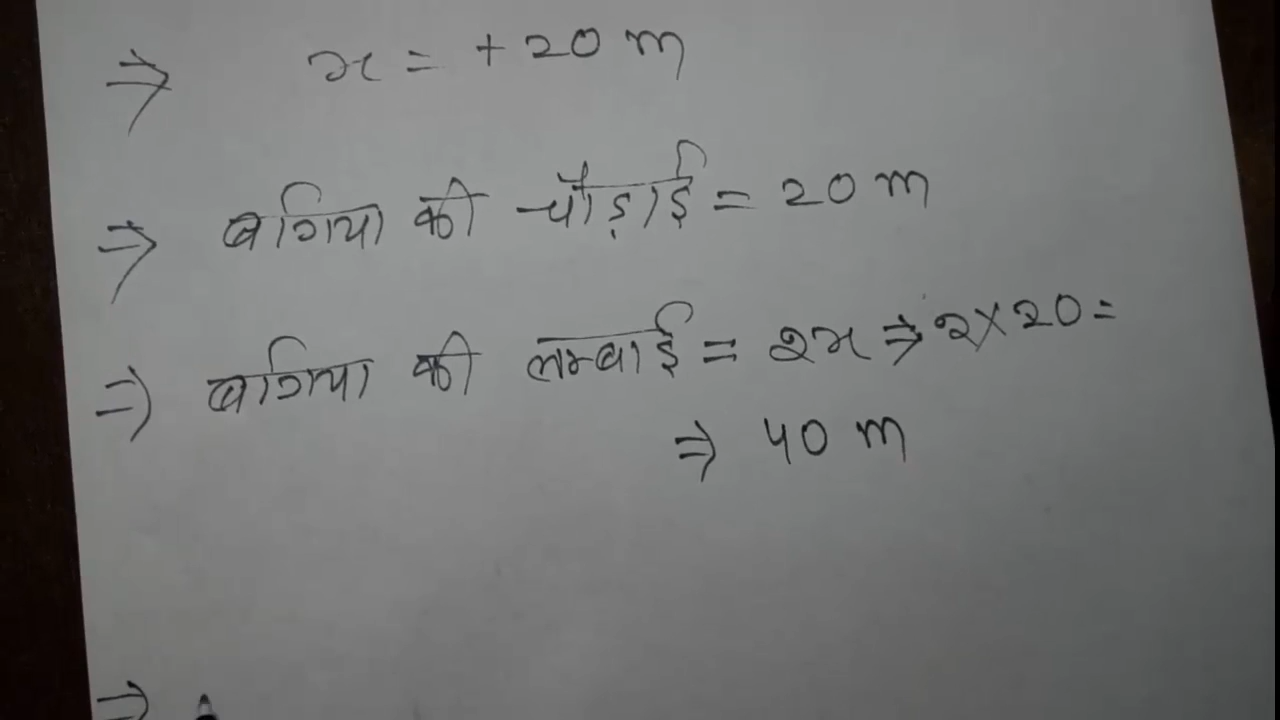 ⇒ x = + 20 m
⇒ बगिया की चौड़ाई = 20 m
⇒ बगिया की लम्बाई = 2x ⇒ 2 × 20 =
⇒ 40 m
⇒